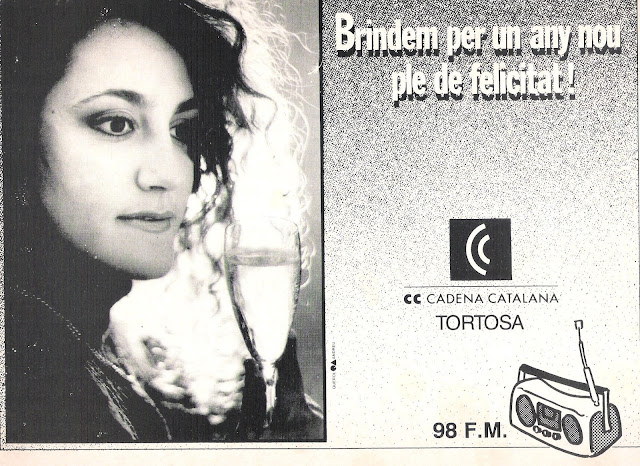 Brindem per un any nou
ple de felicitat!
CC CADENA CATALANA
TORTOSA
98 F.M.